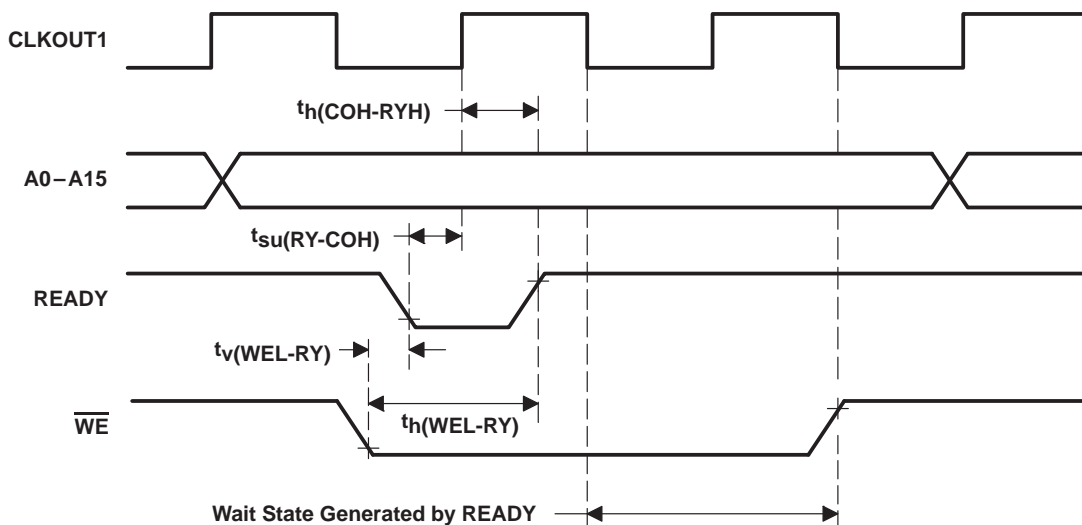 CLKOUT1
th(COH-RYH)
A0–A15
tsu(RY-COH)
READY
tv(WEL-RY)
th(WEL-RY)
WE
Wait State Generated by READY